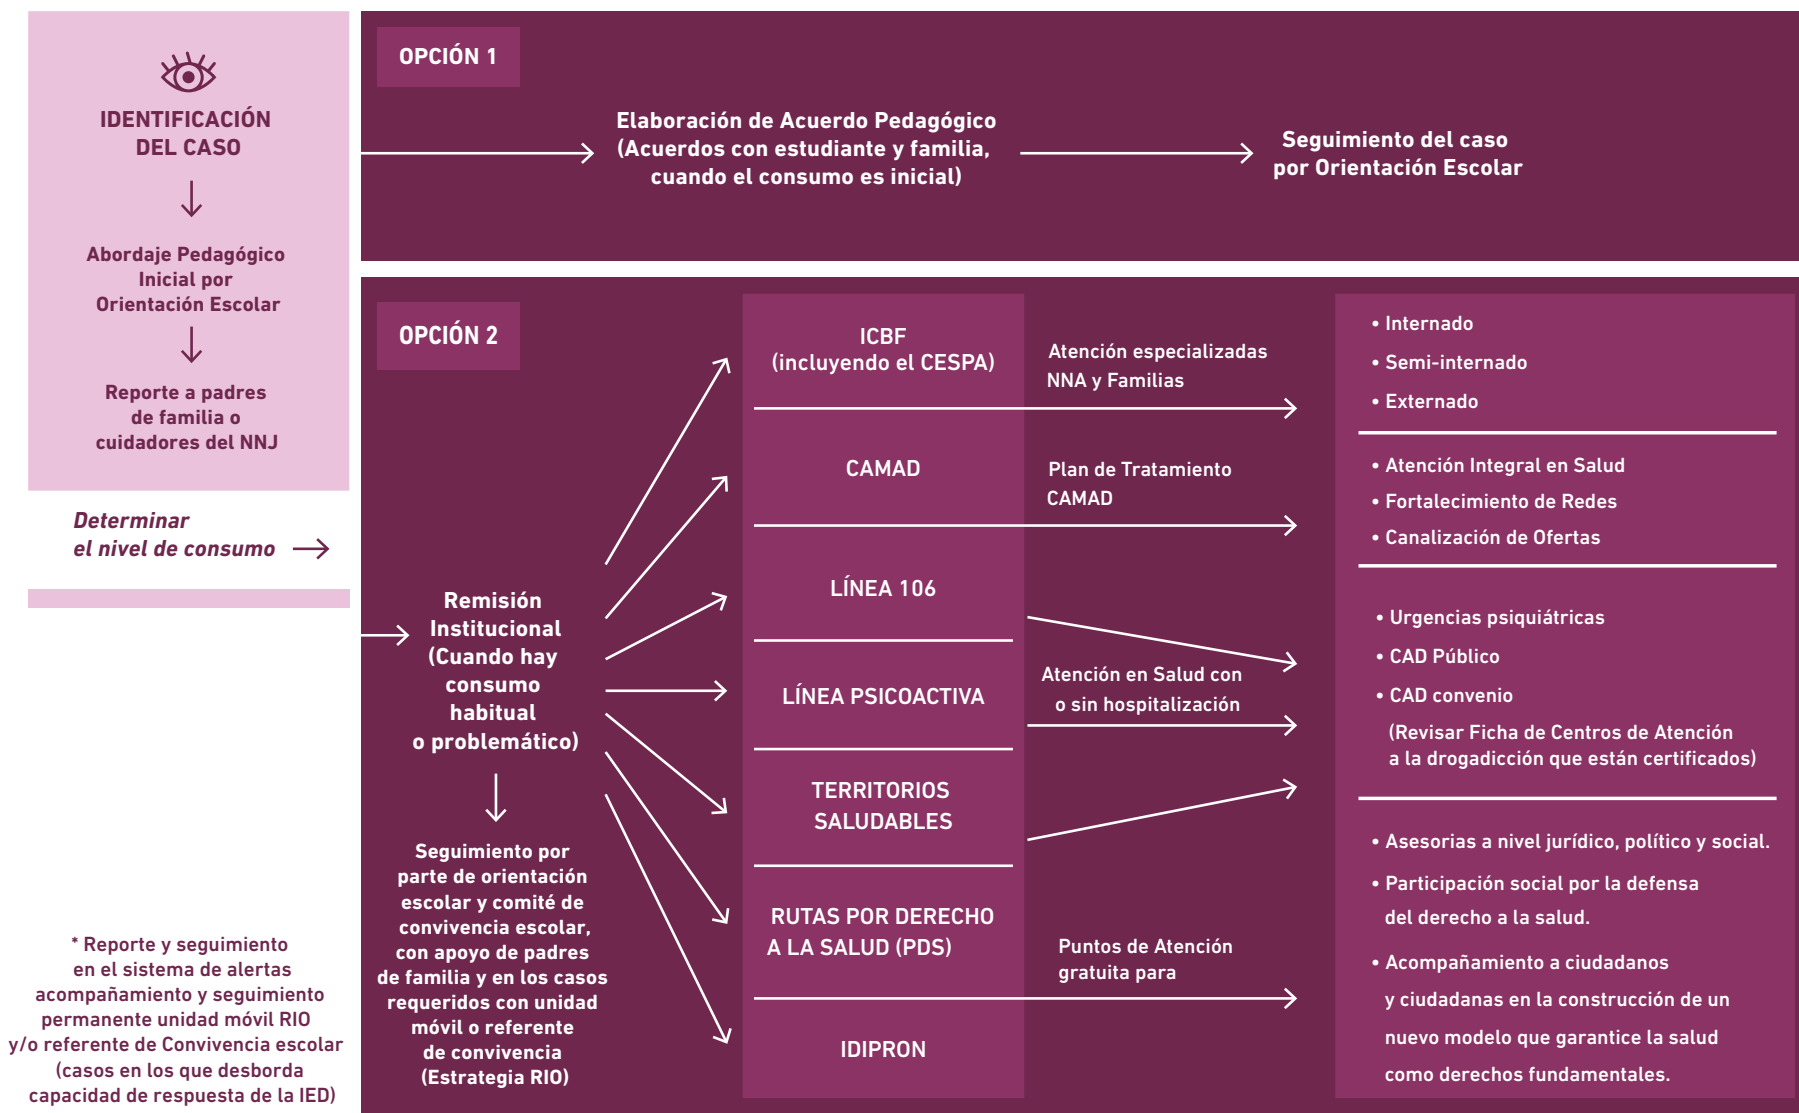 IDENTIFICACIÓN
DEL CASO
Abordaje Pedagógico
Inicial por
Orientación Escolar
Reporte a padres
de familia o
cuidadores del NNJ
Determinar
el nivel de consumo
* Reporte y seguimiento
en el sistema de alertas
acompañamiento y seguimiento
permanente unidad móvil RIO
y/o referente de Convivencia escolar
(casos en los que desborda
capacidad de respuesta de la IED)
OPCIÓN 1
Elaboración de Acuerdo Pedagógico
(Acuerdos con estudiante y familia,
cuando el consumo es inicial)
Seguimiento del caso
por Orientación Escolar
OPCIÓN 2
Remisión
Institucional
(Cuando hay
consumo
habitual
o problemático)
Seguimiento por
parte de orientación
escolar y comité de
convivencia escolar,
con apoyo de padres
de familia y en los casos
requeridos con unidad
móvil o referente
de convivencia
(Estrategia RIO)
ICBF
(incluyendo el CESPA)
CAMAD
LÍNEA 106
LÍNEA PSICOACTIVA
TERRITORIOS
SALUDABLES
RUTAS POR DERECHO
A LA SALUD (PDS)
IDIPRON
Atención especializadas
NNA y Familias
Plan de Tratamiento
CAMAD
Atención en Salud con
o sin hospitalización
Puntos de Atención
gratuita para
• Internado
• Semi-internado
• Externado
• Atención Integral en Salud
• Fortalecimiento de Redes
• Canalización de Ofertas
• Urgencias psiquiátricas
• CAD Público
• CAD convenio
(Revisar Ficha de Centros de Atención
a la drogadicción que están certificados)
• Asesorias a nivel jurídico, político y social.
• Participación social por la defensa
del derecho a la salud.
• Acompañamiento a ciudadanos
y ciudadanas en la construcción de un
nuevo modelo que garantice la salud
como derechos fundamentales.